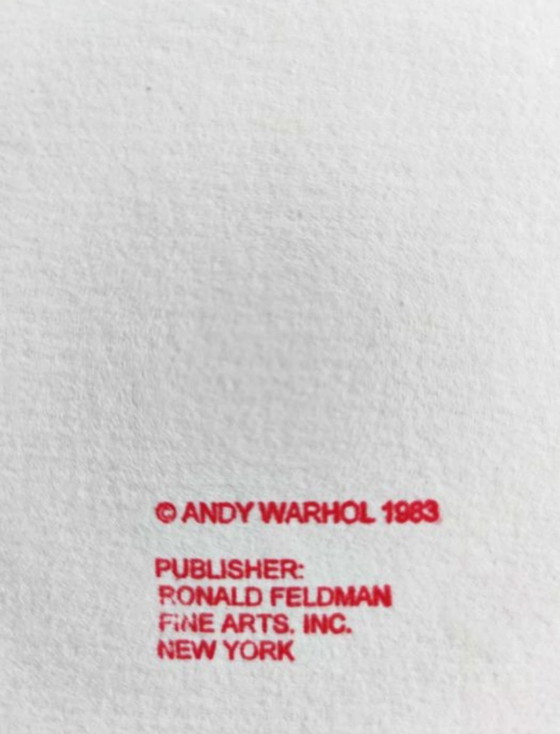 © ANDY WARHOL 1983
PUBLISHER:
RONALD FELDMAN
FINE ARTS. INC.
NEW YORK